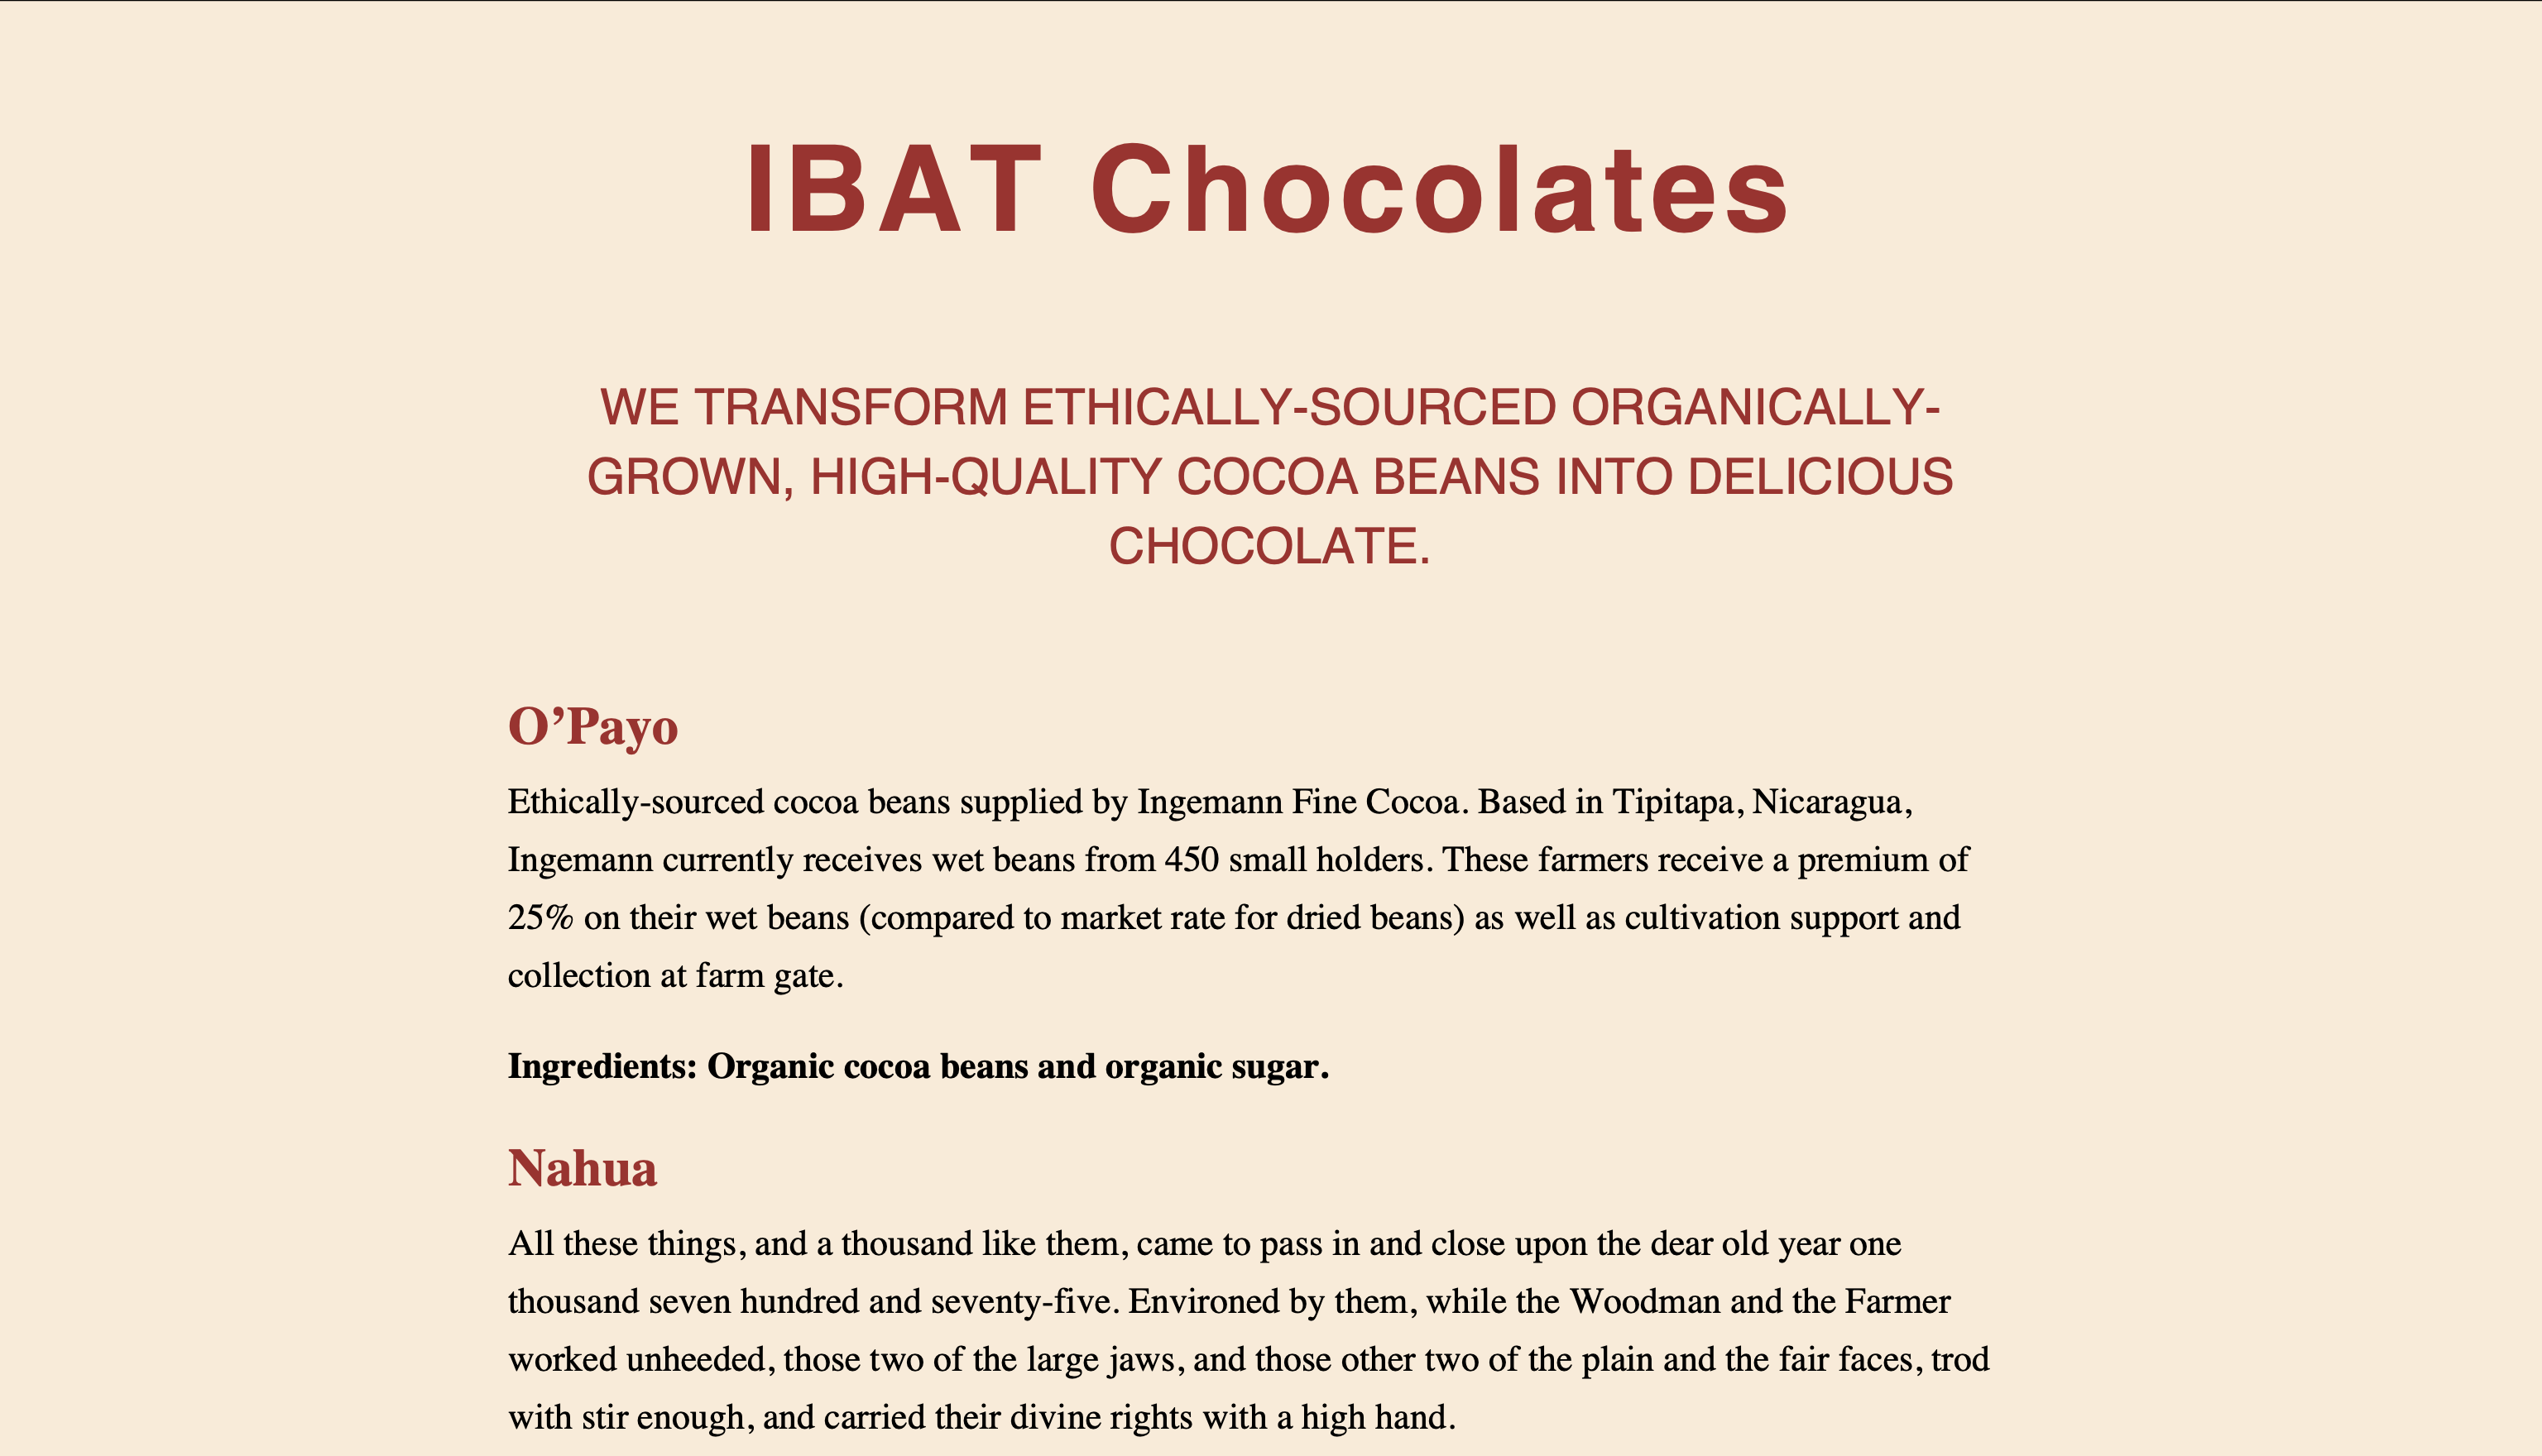 IBAT Chocolates
WE TRANSFORM ETHICALLY-SOURCED ORGANICALLY-
GROWN, HIGH-QUALITY COCOA BEANS INTO DELICIOUS
CHOCOLATE.
O’Payo
Ethically-sourced cocoa beans supplied by Ingemann Fine Cocoa. Based in Tipitapa, Nicaragua,
Ingemann currently receives wet beans from 450 small holders. These farmers receive a premium of
25% on their wet beans (compared to market rate for dried beans) as well as cultivation support and
collection at farm gate.
Ingredients: Organic cocoa beans and organic sugar.
Nahua
All these things, and a thousand like them, came to pass in and close upon the dear old year one
thousand seven hundred and seventy-five. Environed by them, while the Woodman and the Farmer
worked unheeded, those two of the large jaws, and those other two of the plain and the fair faces, trod
with stir enough, and carried their divine rights with a high hand.